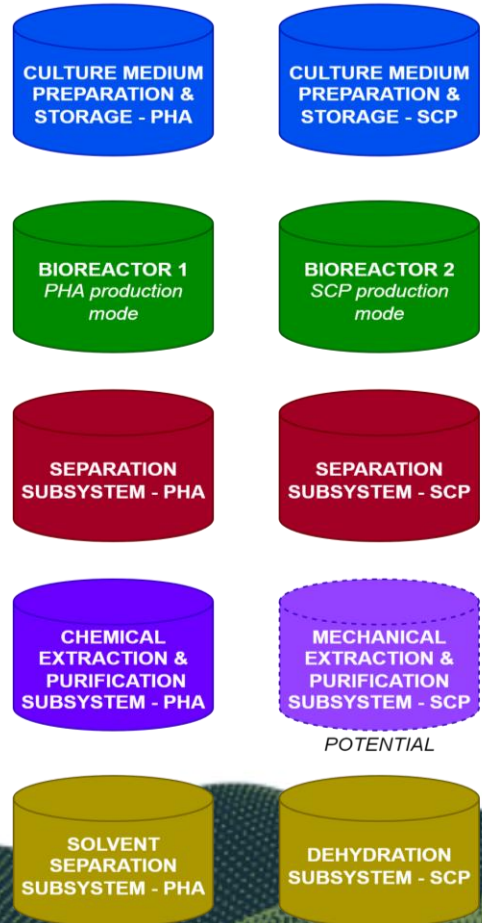 CULTURE MEDIUM
PREPARATION &
STORAGE - PHA
CULTURE MEDIUM
PREPARATION &
STORAGE - SCP
BIOREACTOR 1
PHA production
mode
BIOREACTOR 2
SCP production
mode
SEPARATION
SUBSYSTEM - PHA
SEPARATION
SUBSYSTEM - SCP
CHEMICAL
EXTRACTION &
PURIFICATION
SUBSYSTEM - PHA
MECHANICAL
EXTRACTION &
PURIFICATION
SUBSYSTEM - SCP
POTENTIAL
SOLVENT
SEPARATION
SUBSYSTEM - PHA
DEHYDRATION
SUBSYSTEM - SCP